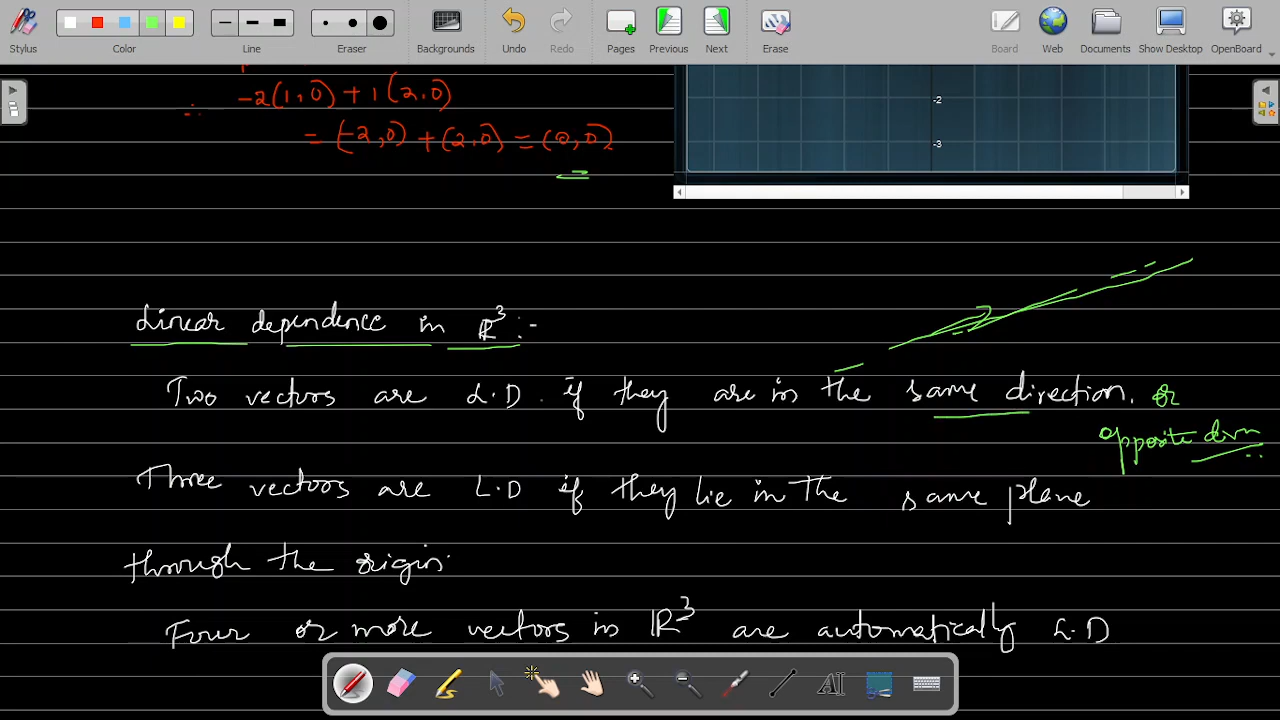 Stylus
Color
Line
Eraser
Backgrounds
Undo
Redo
Pages
Previous
Next
Erase
Board
Web
Documents
Show Desktop
OpenBoard
∴ -2(1,0) + 1(2,0)
= (-2,0) + (2,0) = (0,0)
-2
-3
Linear dependence in ℝ³ :-
Two vectors are L.D. if they are in the same direction. or
opposite dirn
Three vectors are L.D if they lie in the same plane
through the origin.
Four or more vectors in ℝ³ are automatically L.D
AI